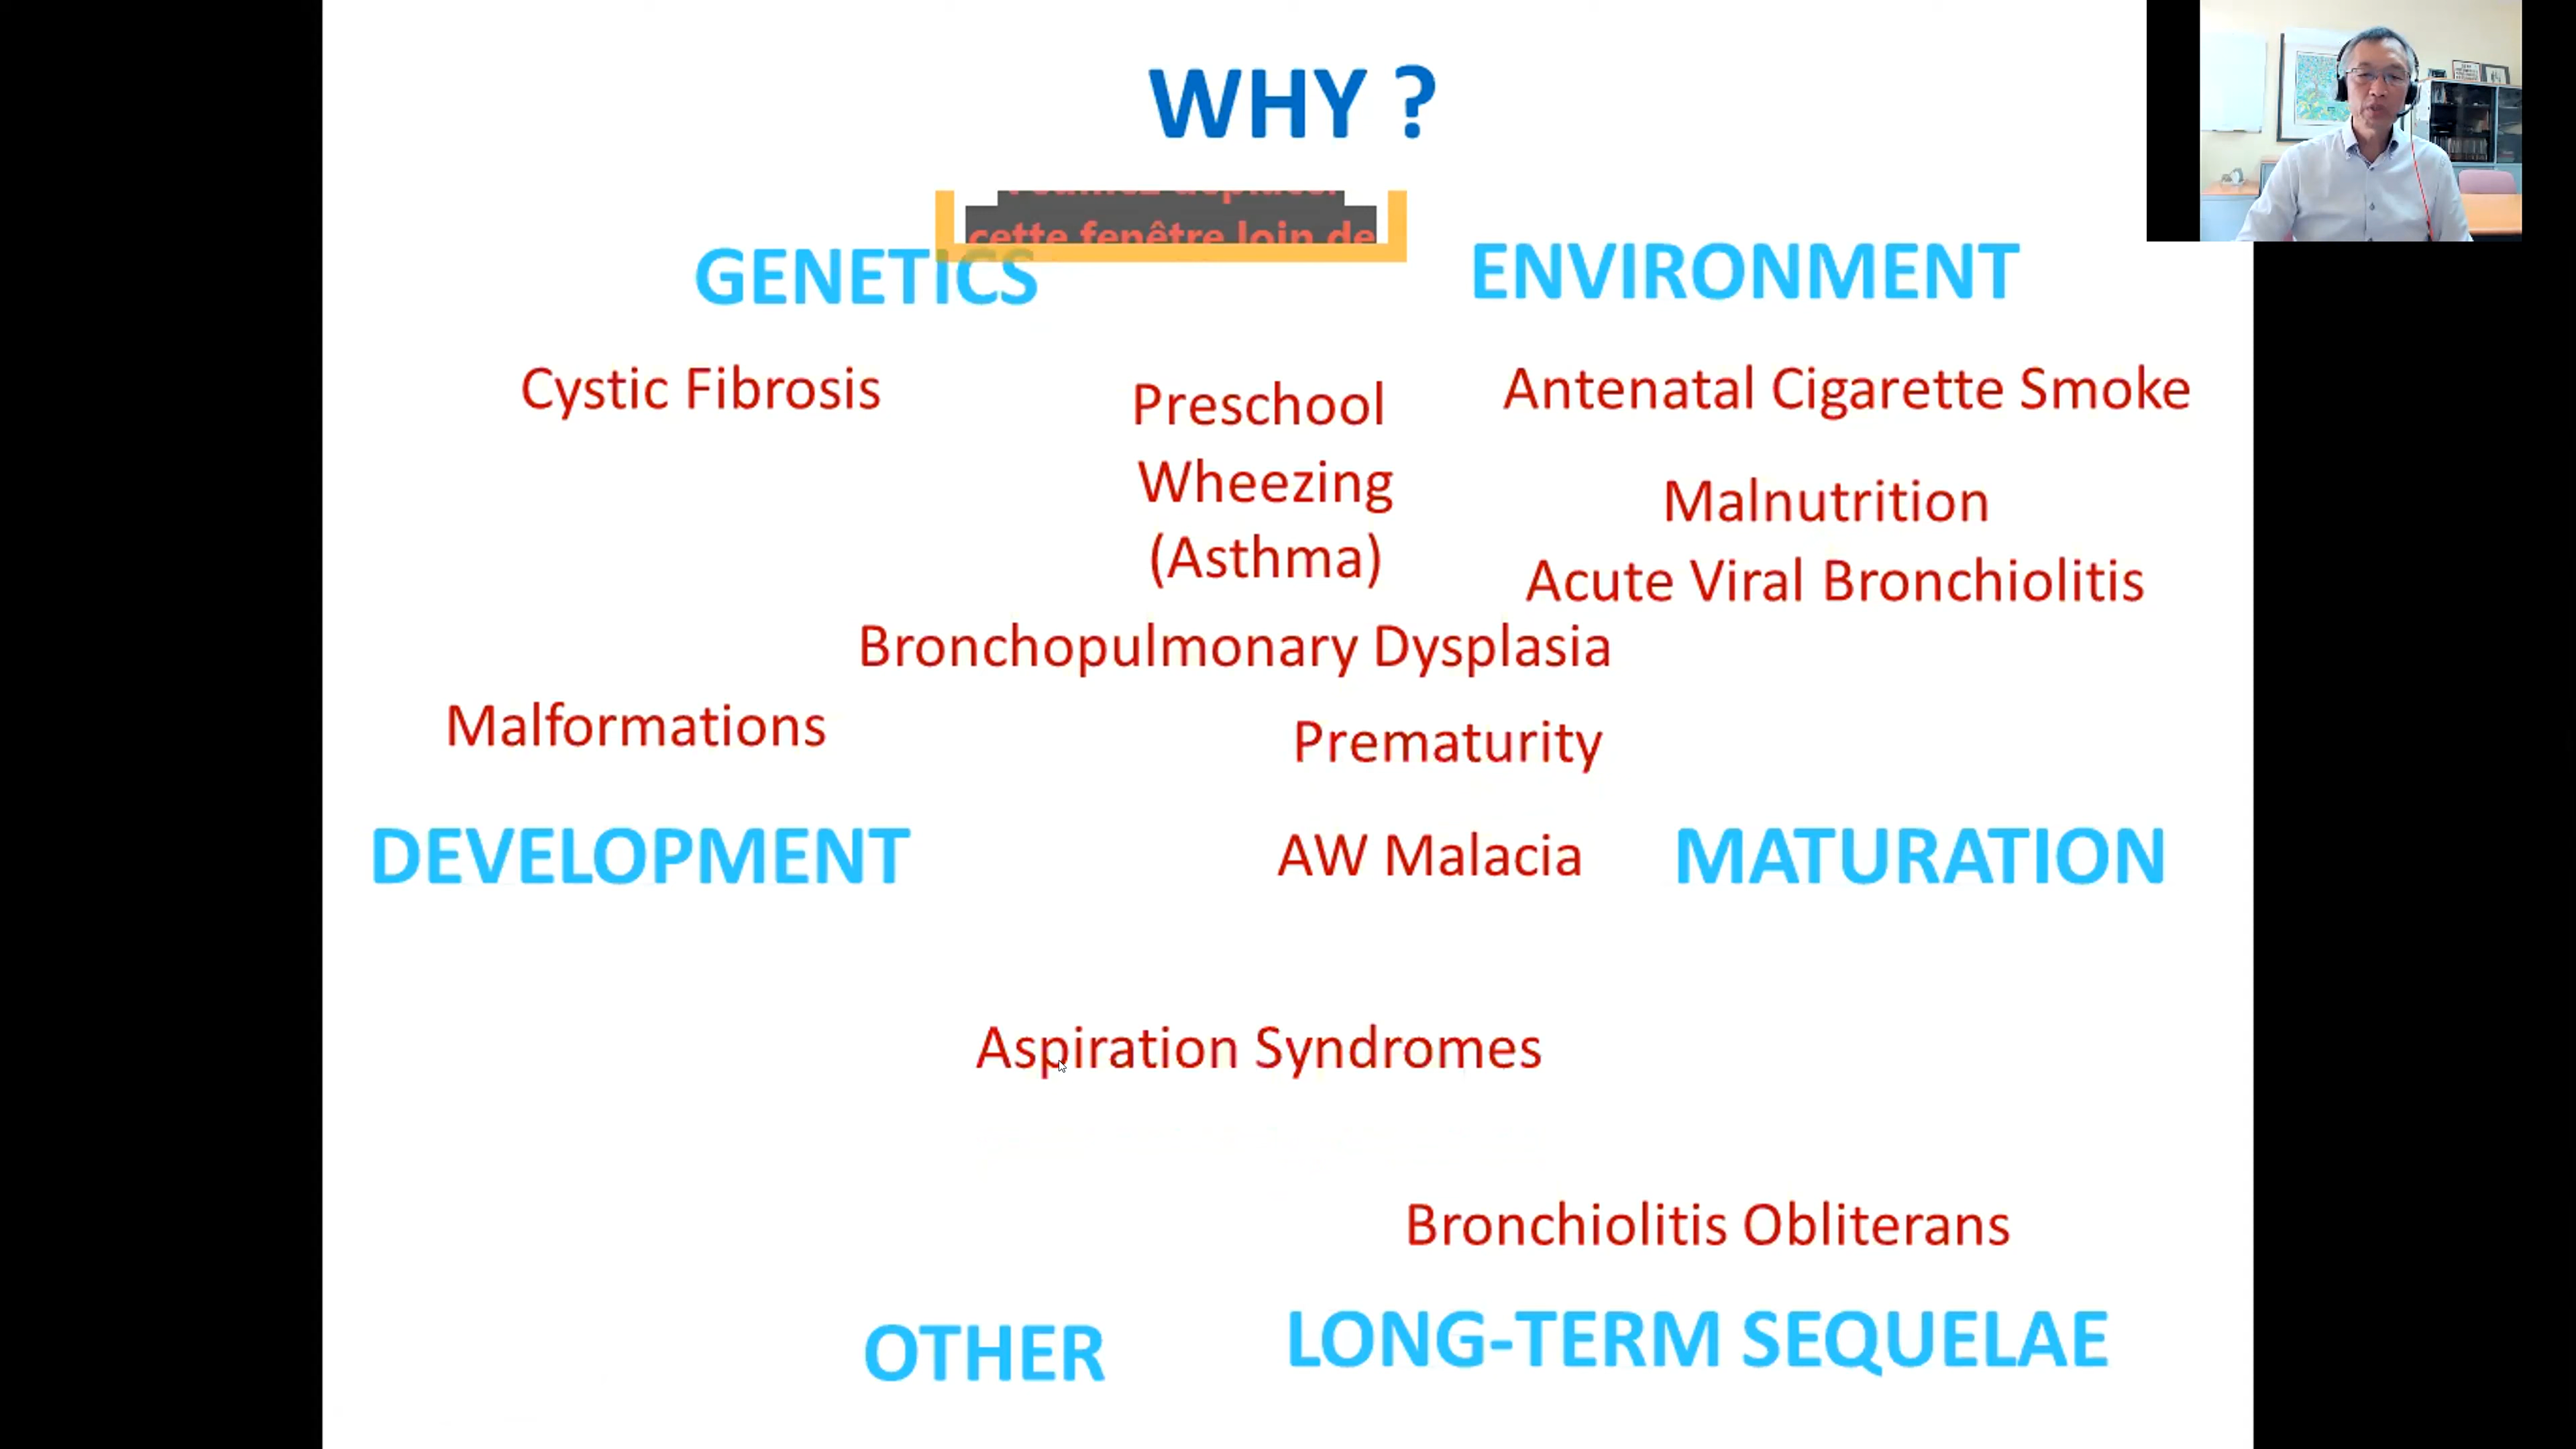 WHY ?
cette fenêtre loin de
GENETICS
ENVIRONMENT
Cystic Fibrosis
Preschool
Wheezing
(Asthma)
Antenatal Cigarette Smoke
Malnutrition
Acute Viral Bronchiolitis
Bronchopulmonary Dysplasia
Malformations
Prematurity
DEVELOPMENT
AW Malacia
MATURATION
Aspiration Syndromes
Bronchiolitis Obliterans
OTHER
LONG-TERM SEQUELAE